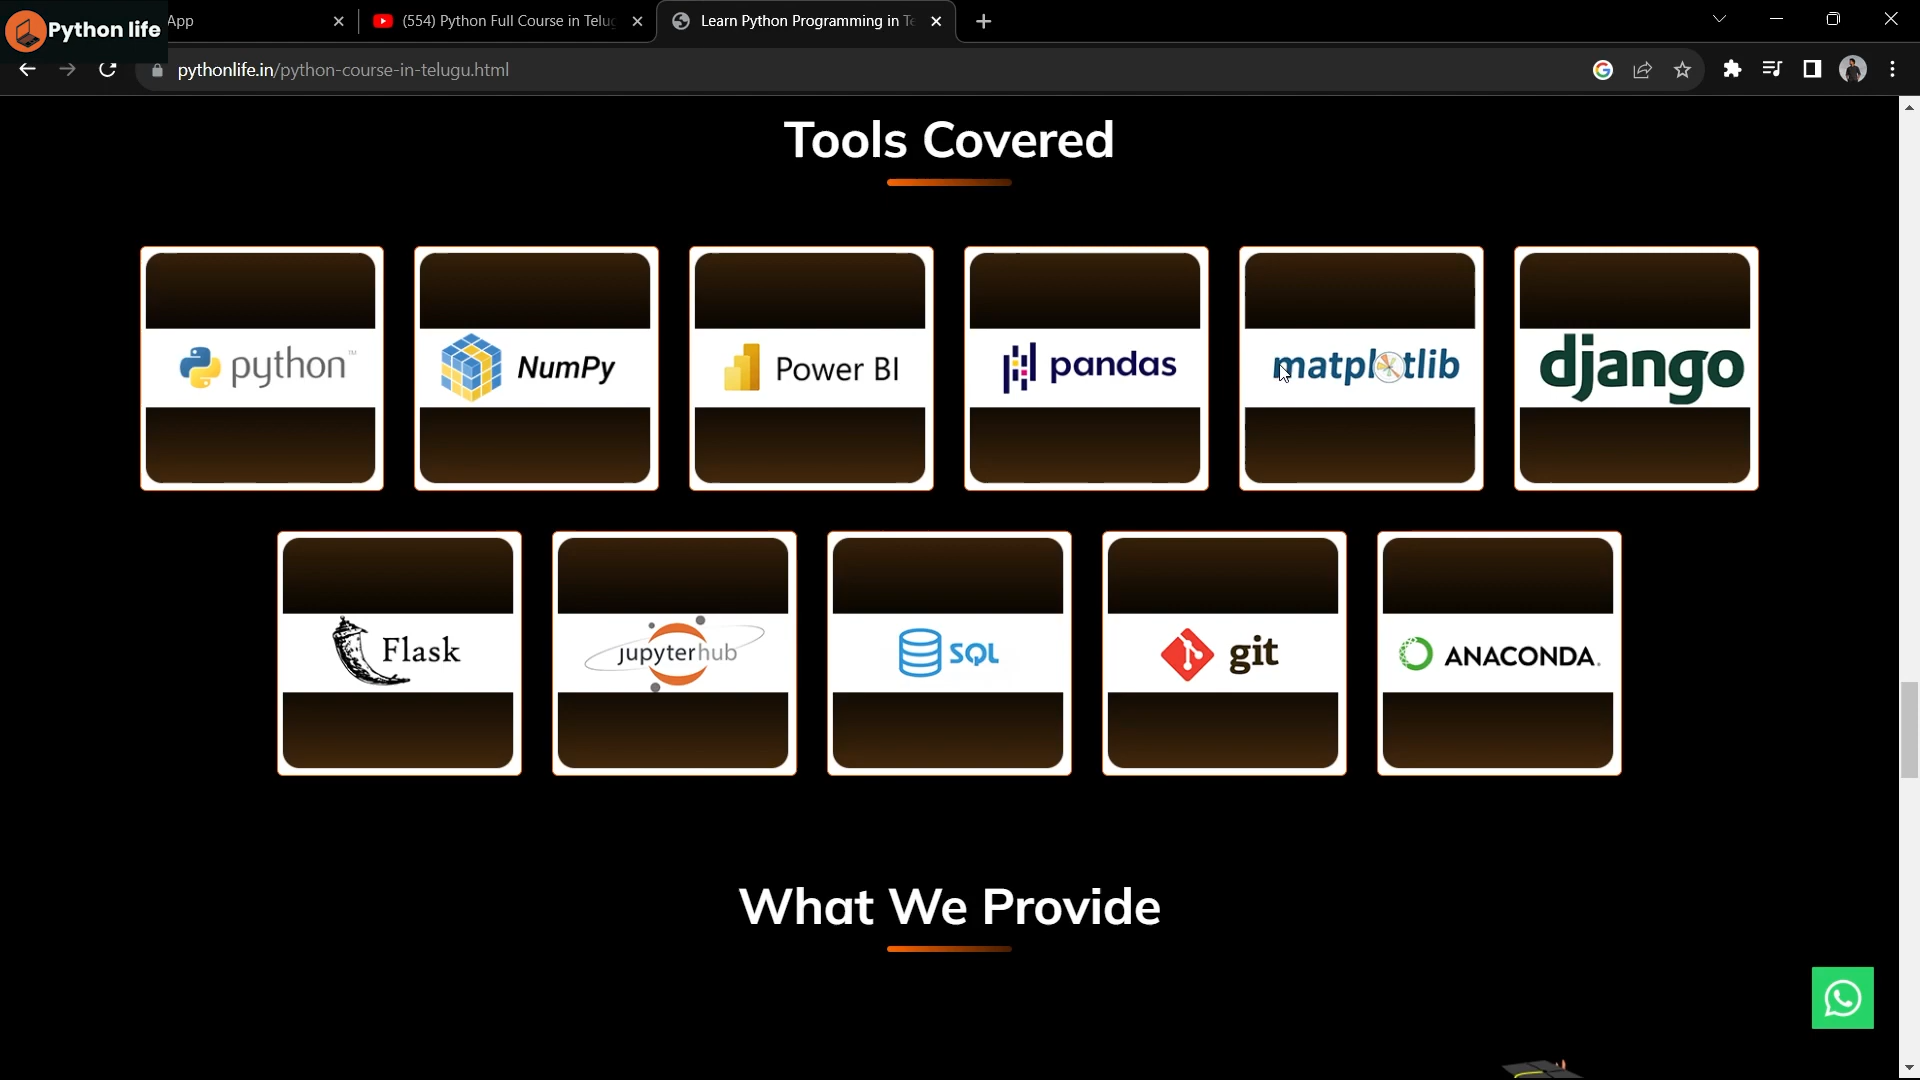 Python life
App
(554) Python Full Course in Telug
Learn Python Programming in Te
pythonlife.in/python-course-in-telugu.html
Tools Covered
python™
NumPy
Power BI
pandas
matplotlib
django
Flask
jupyterhub
SQL
git
ANACONDA.
What We Provide